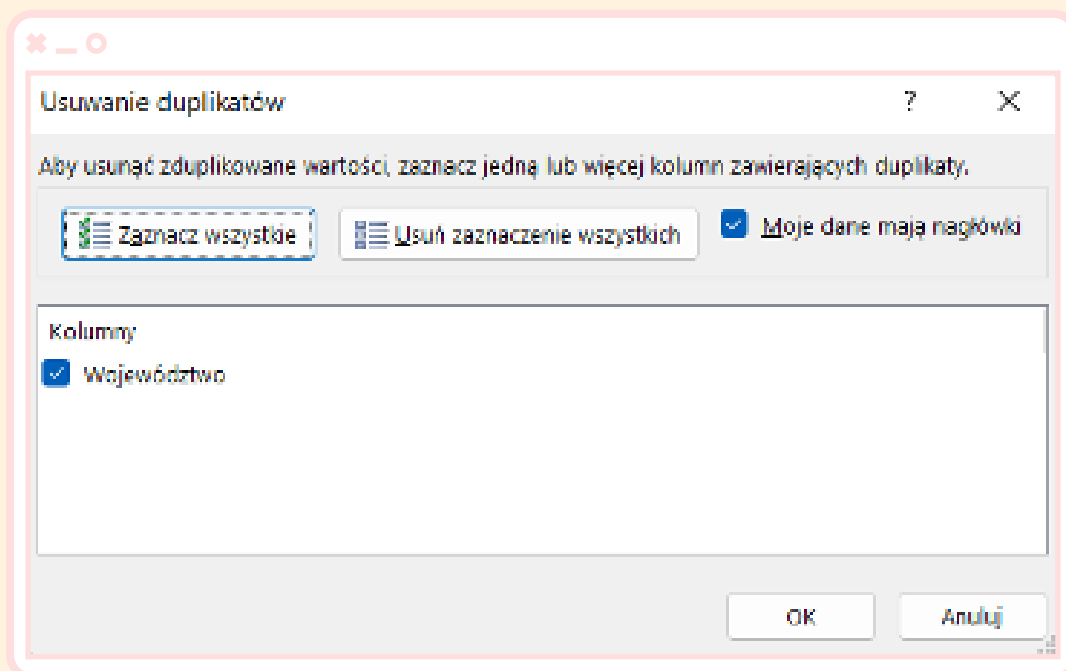 Usuwanie duplikatów
Aby usunąć zduplikowane wartości, zaznacz jedną lub więcej kolumn zawierających duplikaty.
Zaznacz wszystkie
Usuń zaznaczenie wszystkich
Moje dane mają nagłówki
Kolumny
Województwo
OK
Anuluj